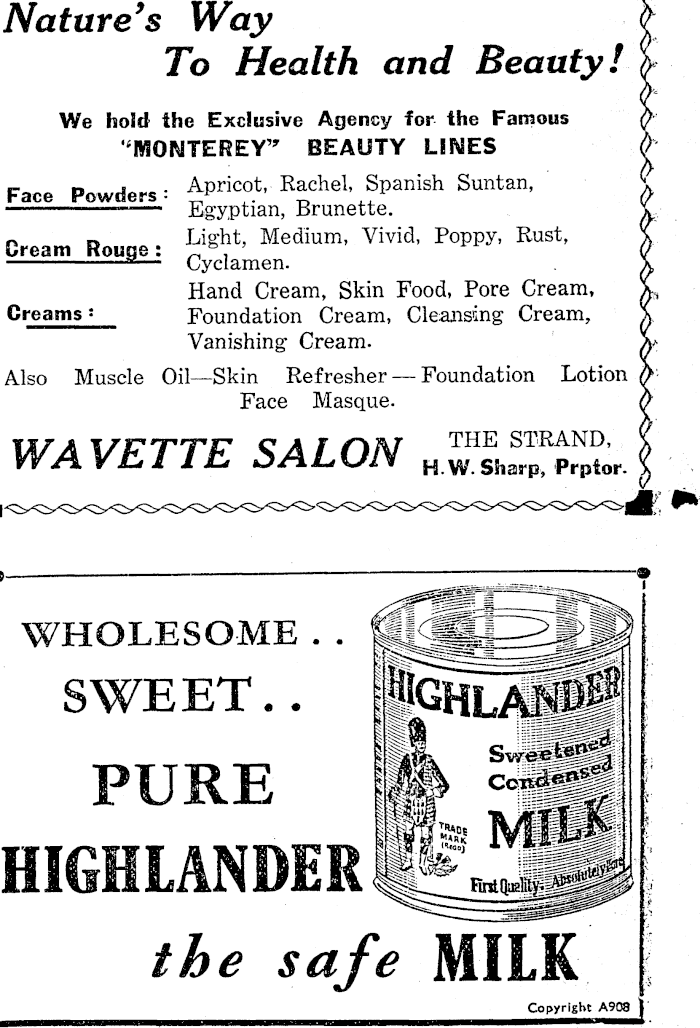 Nature's Way
To Health and Beauty!
We hold the Exclusive Agency for the Famous
"MONTEREY" BEAUTY LINES
Face Powders: Apricot, Rachel, Spanish Suntan,
Egyptian, Brunette.
Cream Rouge: Light, Medium, Vivid, Poppy, Rust,
Cyclamen.
Creams: Hand Cream, Skin Food, Pore Cream,
Foundation Cream, Cleansing Cream,
Vanishing Cream.
Also Muscle Oil—Skin Refresher—Foundation Lotion
Face Masque.
WAVETTE SALON THE STRAND,
H.W. Sharp, Prptor.
WHOLESOME..
SWEET..
PURE
HIGHLANDER
the safe MILK
HIGHLANDER
Sweetened
Condensed
MILK
TRADE
MARK
(Regd)
First Quality. Absolutely Pure
Copyright A908